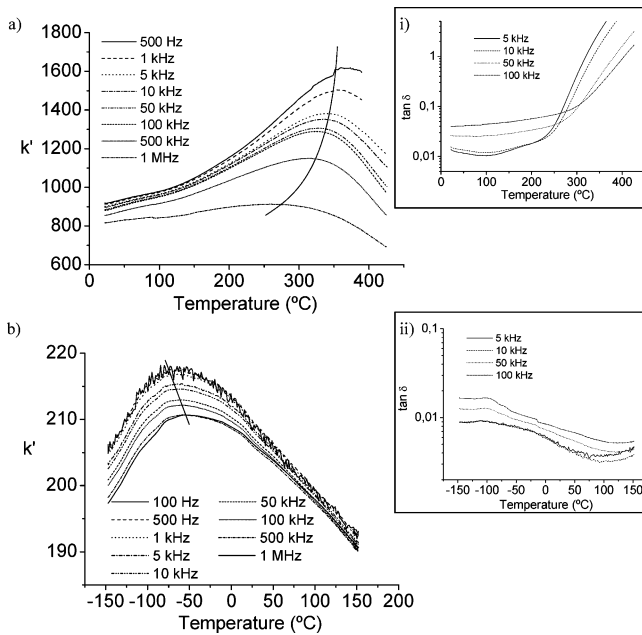 a)
1800
1600
1400
1200
1000
800
600
k'
500 Hz
1 kHz
5 kHz
10 kHz
50 kHz
100 kHz
500 kHz
1 MHz
0 100 200 300 400
Temperature (ºC)
i)
1
0,1
0,01
tan δ
5 kHz
10 kHz
50 kHz
100 kHz
0 100 200 300 400
Temperature (ºC)
b)
220
210
200
190
k'
100 Hz
500 Hz
1 kHz
5 kHz
10 kHz
50 kHz
100 kHz
500 kHz
1 MHz
-150 -100 -50 0 50 100 150 200
Temperature (ºC)
ii)
0,1
0,01
tan δ
5 kHz
10 kHz
50 kHz
100 kHz
-150 -100 -50 0 50 100 150
Temperature (ºC)